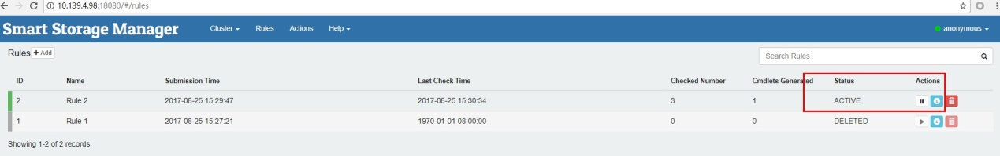 10.139.4.98:18080/#/rules
Smart Storage Manager Cluster Rules Actions Help anonymous
Rules + Add Search Rules
ID Name Submission Time Last Check Time Checked Number Cmdlets Generated Status Actions
2 Rule 2 2017-08-25 15:29:47 2017-08-25 15:30:34 3 1 ACTIVE
1 Rule 1 2017-08-25 15:27:21 1970-01-01 08:00:00 0 0 DELETED
Showing 1-2 of 2 records